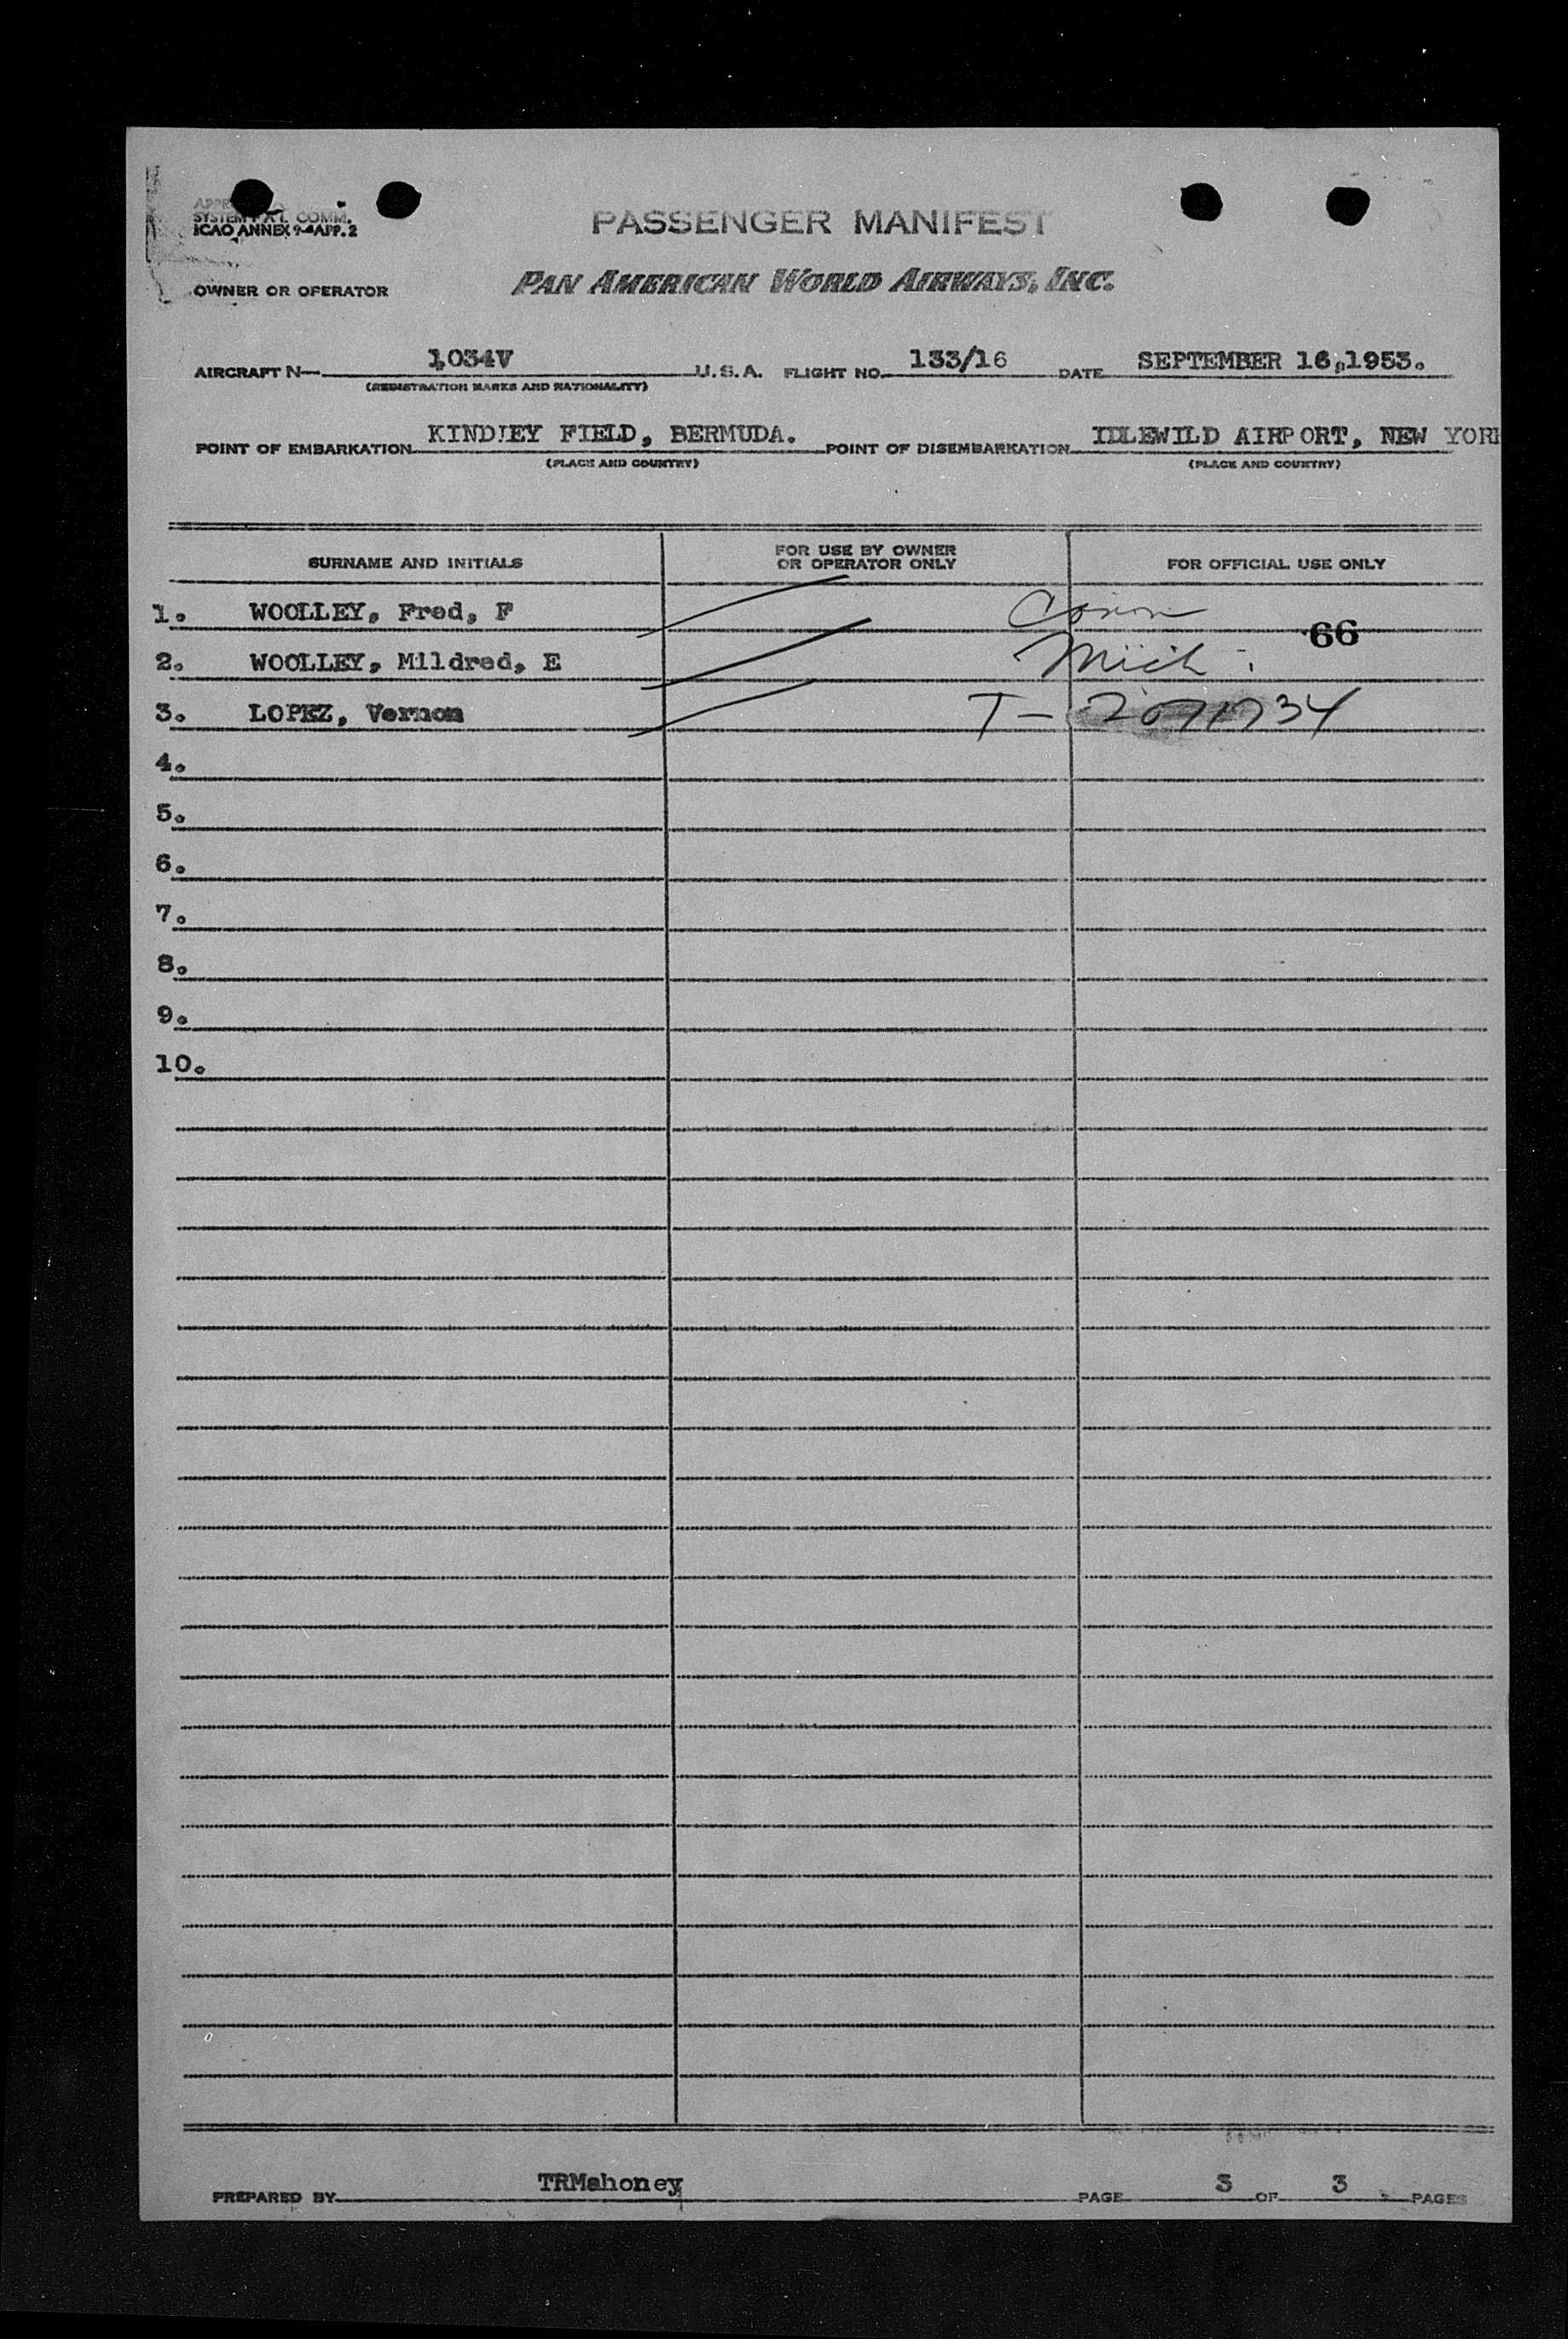 SYSTEM F.A.L. COMM.
ICAO ANNEX 9-APP. 2
PASSENGER MANIFEST
OWNER OR OPERATOR PAN AMERICAN WORLD AIRWAYS, INC.
AIRCRAFT N— 1034V U.S.A. FLIGHT NO. 133/16 DATE SEPTEMBER 16, 1953.
(REGISTRATION MARKS AND NATIONALITY)
POINT OF EMBARKATION KINDLEY FIELD, BERMUDA. POINT OF DISEMBARKATION IDLEWILD AIRPORT, NEW YORK
(PLACE AND COUNTRY) (PLACE AND COUNTRY)
SURNAME AND INITIALS FOR USE BY OWNER OR OPERATOR ONLY FOR OFFICIAL USE ONLY
1. WOOLLEY, Fred, F Conn
66
2. WOOLLEY, Mildred, E Mich.
3. LOPEZ, Vernon T-
4.
5.
6.
7.
8.
9.
10.
PREPARED BY TRMahoney PAGE 3 OF 3 PAGES